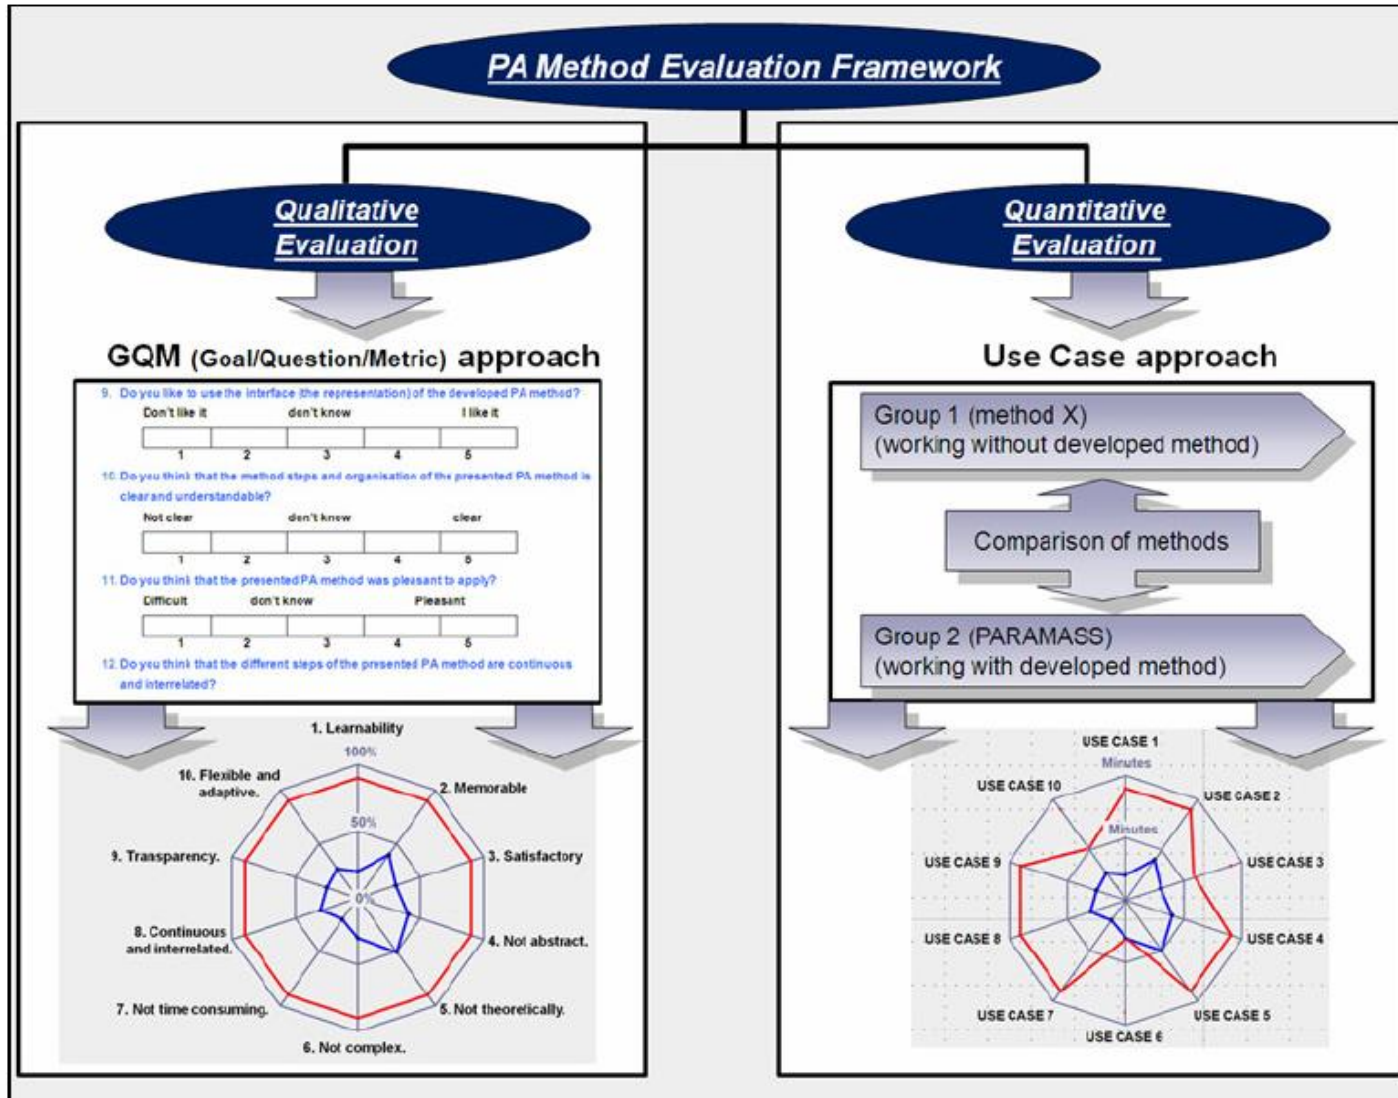 PA Method Evaluation Framework
Qualitative
Evaluation
GQM (Goal/Question/Metric) approach
9. Do you like to use the interface (the representation) of the developed PA method?
Don't like it don't know I like it
1 2 3 4 5
10. Do you think that the method steps and organisation of the presented PA method is
clear and understandable?
Not clear don't know clear
1 2 3 4 5
11. Do you think that the presented PA method was pleasant to apply?
Difficult don't know Pleasant
1 2 3 4 5
12. Do you think that the different steps of the presented PA method are continuous
and interrelated?
1. Learnability
100%
10. Flexible and
adaptive.
2. Memorable
50%
9. Transparency.
3. Satisfactory
0%
8. Continuous
and interrelated.
4. Not abstract.
7. Not time consuming.
5. Not theoretically.
6. Not complex.
Quantitative
Evaluation
Use Case approach
Group 1 (method X)
(working without developed method)
Comparison of methods
Group 2 (PARAMASS)
(working with developed method)
USE CASE 1
Minutes
USE CASE 10
USE CASE 2
Minutes
USE CASE 9
USE CASE 3
USE CASE 8
USE CASE 4
USE CASE 7
USE CASE 5
USE CASE 6